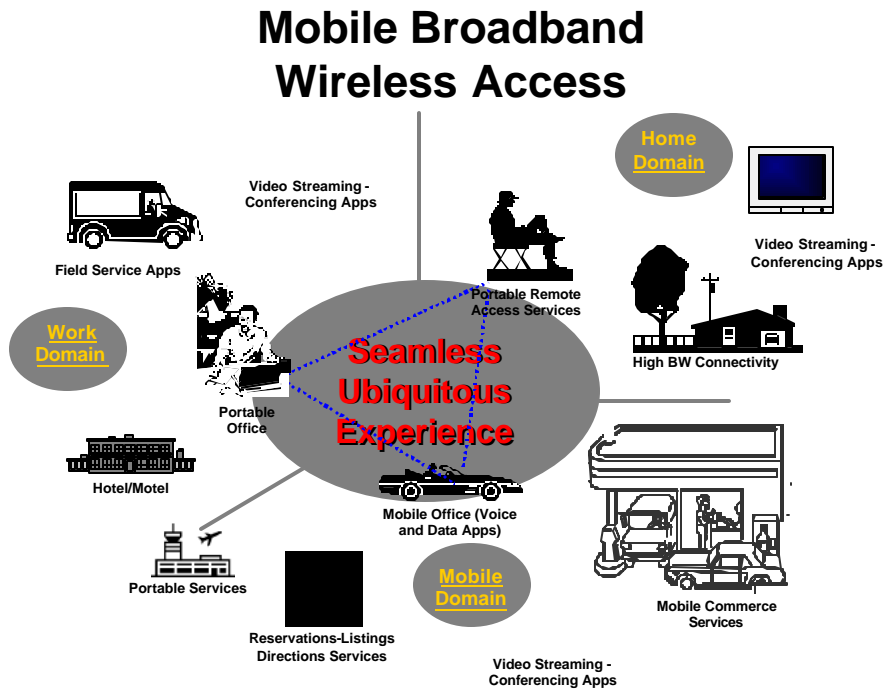 Mobile Broadband
Wireless Access
Home
Domain
Video Streaming -
Conferencing Apps
Field Service Apps
Video Streaming -
Conferencing Apps
Portable Remote
Access Services
Work
Domain
Seamless
Ubiquitous
Experience
High BW Connectivity
Portable
Office
Hotel/Motel
Mobile Office (Voice
and Data Apps)
Portable Services
Mobile
Domain
Mobile Commerce
Services
Reservations-Listings
Directions Services
Video Streaming -
Conferencing Apps